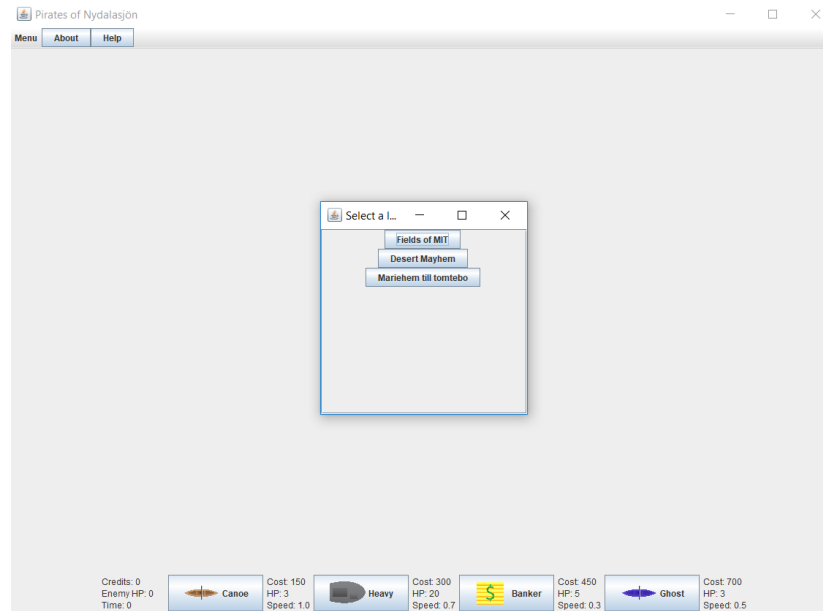 Pirates of Nydalasjön
Menu About Help
Select a l...
Fields of MIT
Desert Mayhem
Mariehem till tomtebo
Credits: 0
Enemy HP: 0
Time: 0
Canoe
Cost: 150
HP: 3
Speed: 1.0
Heavy
Cost: 300
HP: 20
Speed: 0.7
$
Banker
Cost: 450
HP: 5
Speed: 0.3
Ghost
Cost: 700
HP: 3
Speed: 0.5